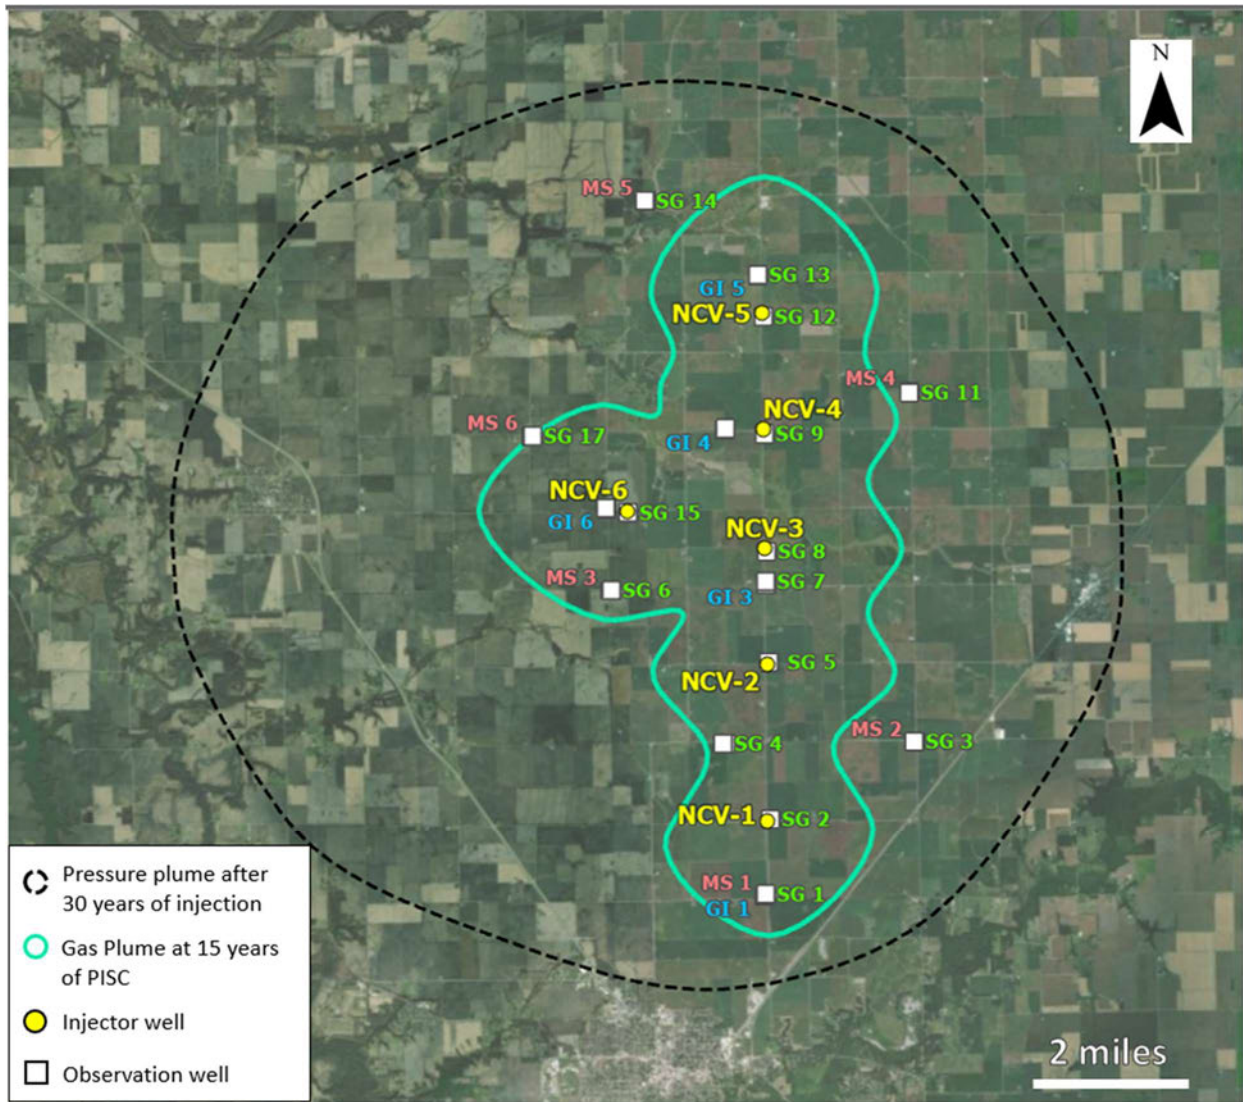 N
MS 5
SG 14
SG 13
GI 5
NCV-5
SG 12
MS 4
SG 11
NCV-4
MS 6
SG 17
GI 4
SG 9
NCV-6
GI 6
SG 15
NCV-3
SG 8
MS 3
SG 6
SG 7
GI 3
SG 5
NCV-2
MS 2
SG 3
SG 4
NCV-1
SG 2
MS 1
SG 1
GI 1
Pressure plume after
30 years of injection
Gas Plume at 15 years
of PISC
Injector well
Observation well
2 miles